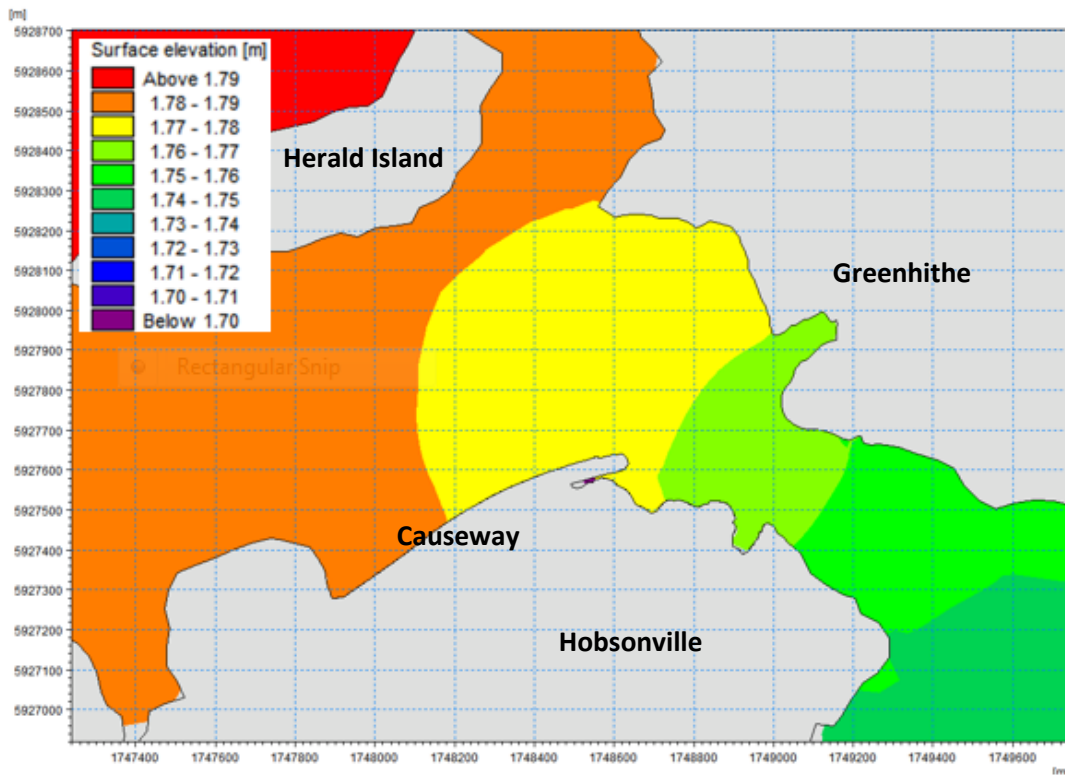 [m]
5928700
5928600
5928500
5928400
5928300
5928200
5928100
5928000
5927900
5927800
5927700
5927600
5927500
5927400
5927300
5927200
5927100
5927000
Surface elevation [m]
Above 1.79
1.78 - 1.79
1.77 - 1.78
1.76 - 1.77
1.75 - 1.76
1.74 - 1.75
1.73 - 1.74
1.72 - 1.73
1.71 - 1.72
1.70 - 1.71
Below 1.70
Herald Island
Greenhithe
Rectangular Snip
Causeway
Hobsonville
1747400 1747600 1747800 1748000 1748200 1748400 1748600 1748800 1749000 1749200 1749400 1749600
[m]